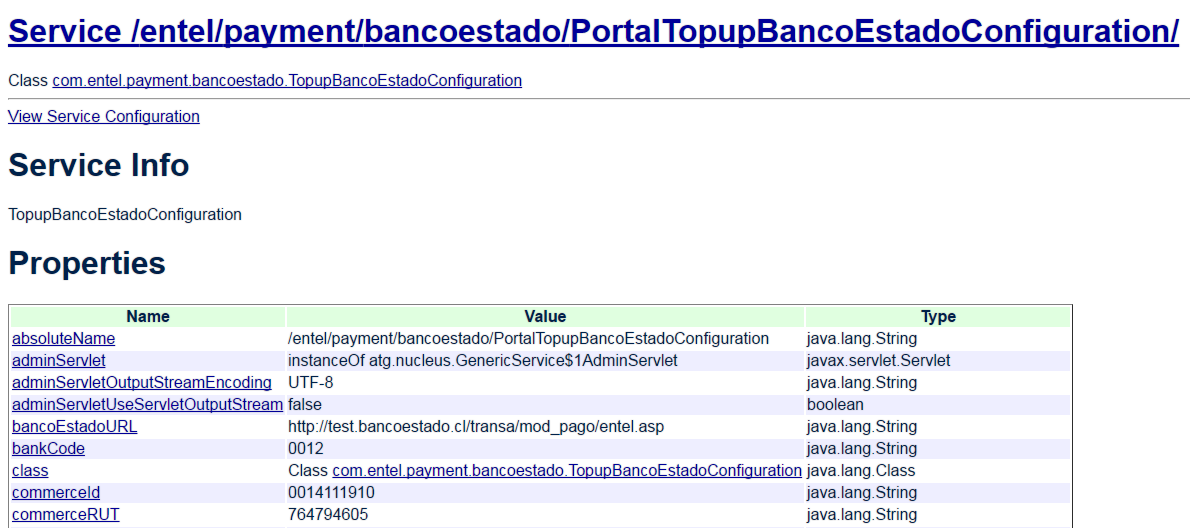 Service /entel/payment/bancoestado/PortalTopupBancoEstadoConfiguration/
Class com.entel.payment.bancoestado.TopupBancoEstadoConfiguration
View Service Configuration
Service Info
TopupBancoEstadoConfiguration
Properties
Name Value Type
absoluteName /entel/payment/bancoestado/PortalTopupBancoEstadoConfiguration java.lang.String
adminServlet instanceOf atg.nucleus.GenericService$1AdminServlet javax.servlet.Servlet
adminServletOutputStreamEncoding UTF-8 java.lang.String
adminServletUseServletOutputStream false boolean
bancoEstadoURL http://test.bancoestado.cl/transa/mod_pago/entel.asp java.lang.String
bankCode 0012 java.lang.String
class Class com.entel.payment.bancoestado.TopupBancoEstadoConfiguration java.lang.Class
commerceId 0014111910 java.lang.String
commerceRUT 764794605 java.lang.String